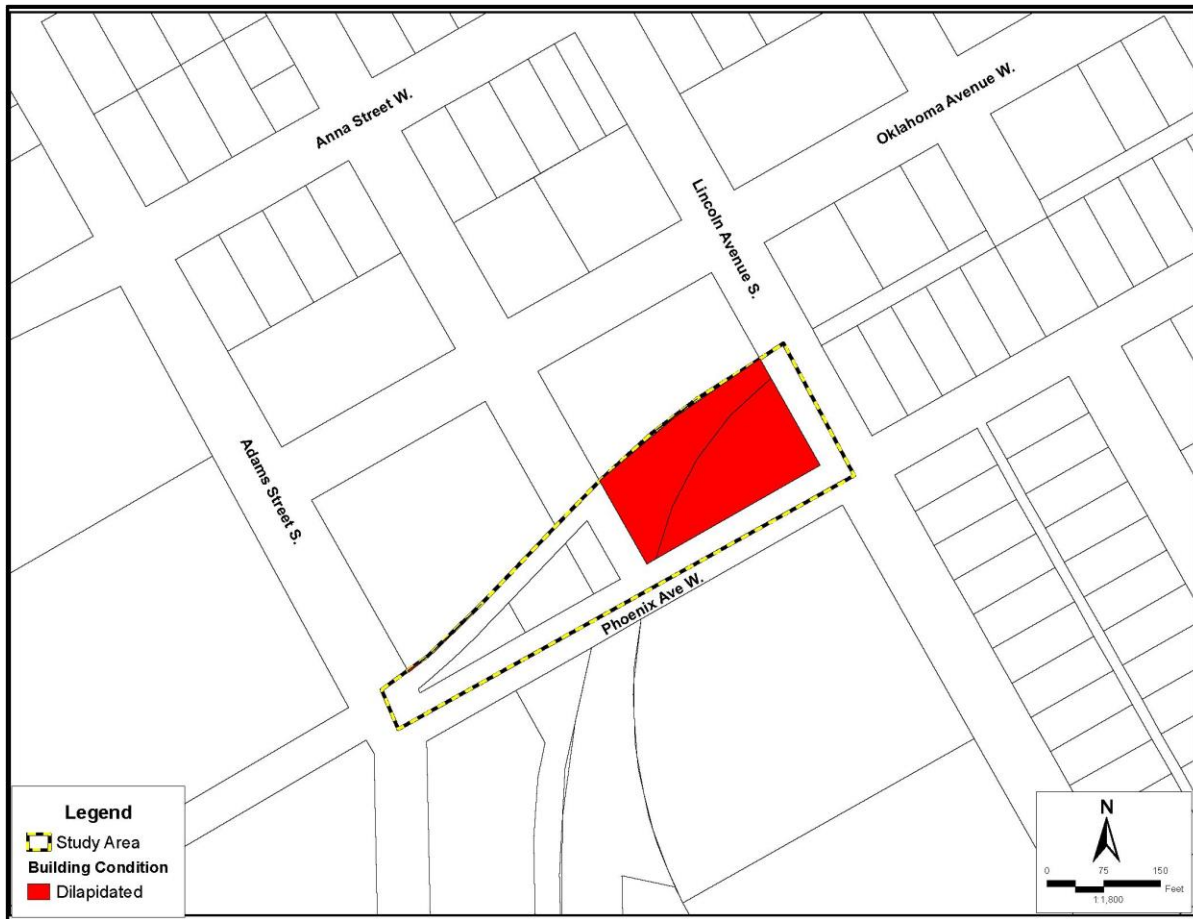 Anna Street W.
Oklahoma Avenue W.
Lincoln Avenue S.
Adams Street S.
Phoenix Ave W.
Legend
Study Area
Building Condition
Dilapidated
N
0 75 150
Feet
1:1,800